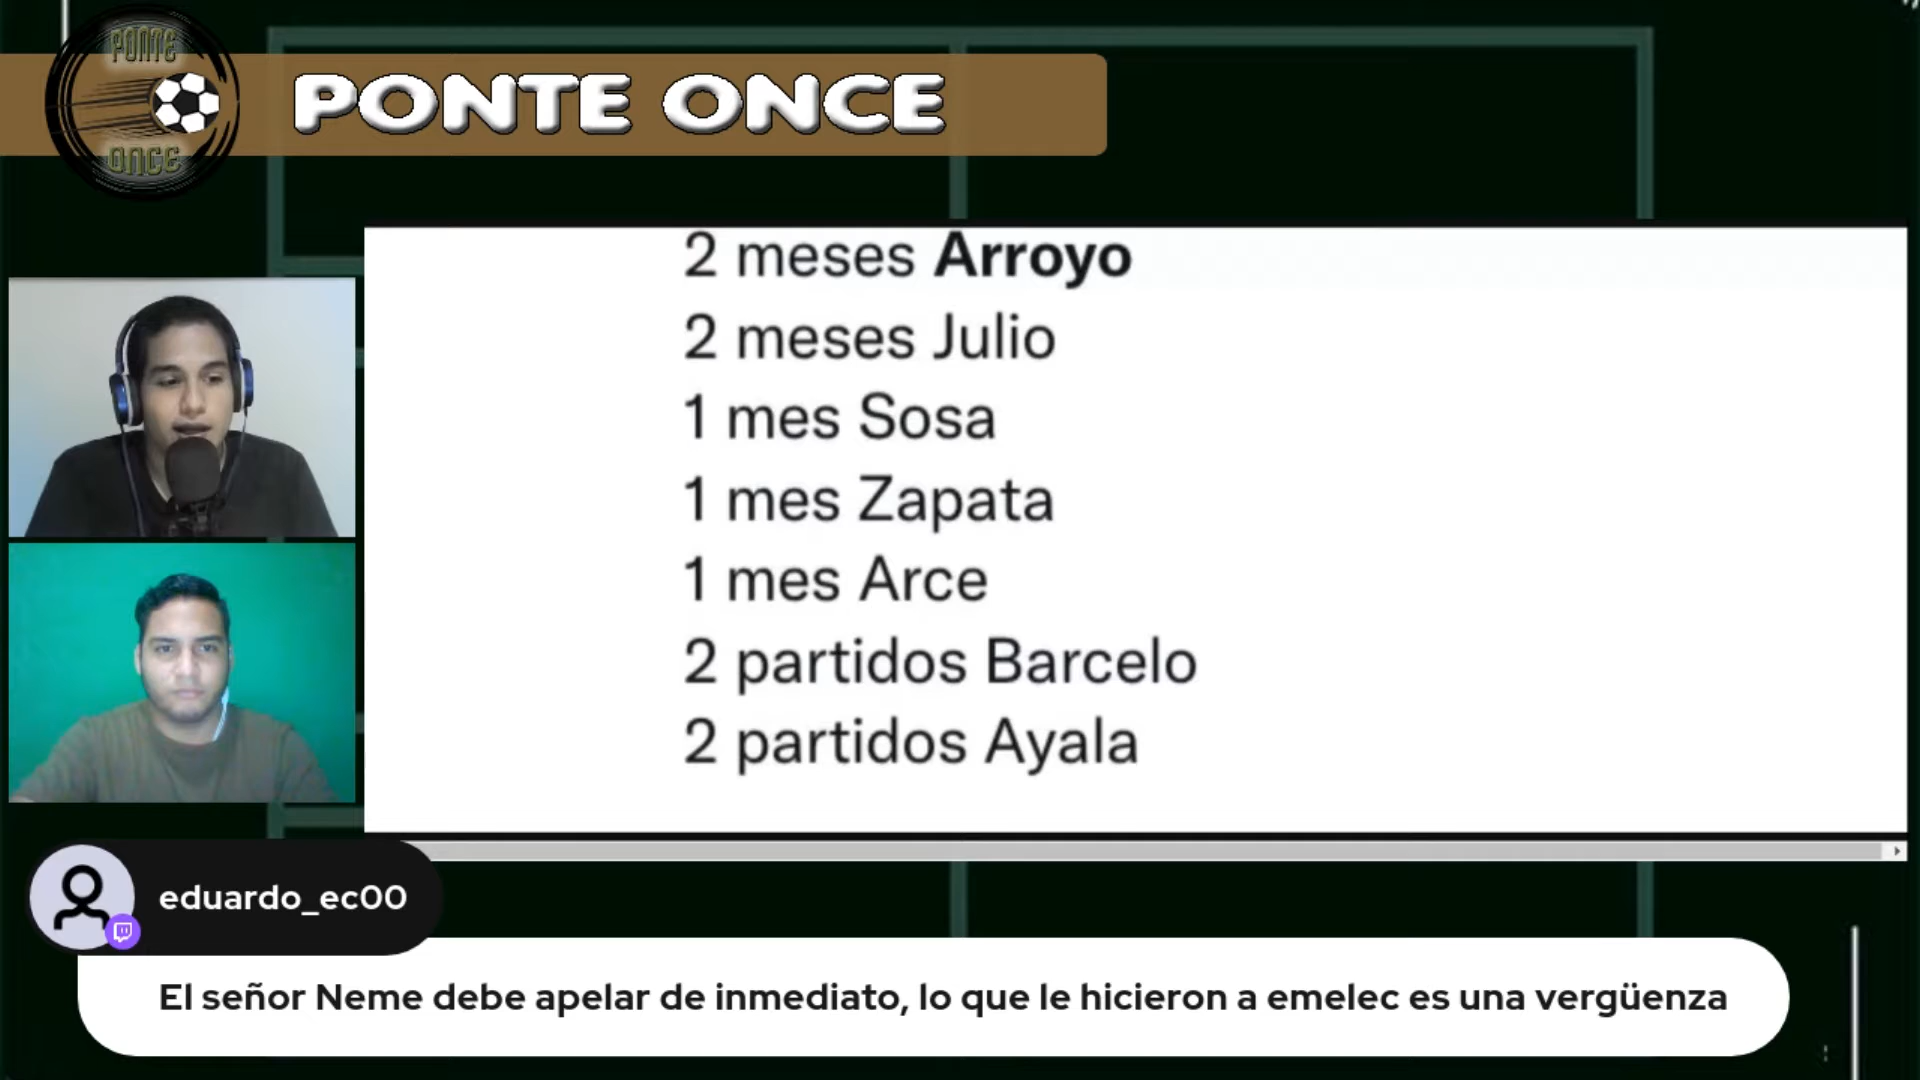 PONTE
ONCE
PONTE ONCE
2 meses Arroyo
2 meses Julio
1 mes Sosa
1 mes Zapata
1 mes Arce
2 partidos Barcelo
2 partidos Ayala
eduardo_ec00
El señor Neme debe apelar de inmediato, lo que le hicieron a emelec es una vergüenza